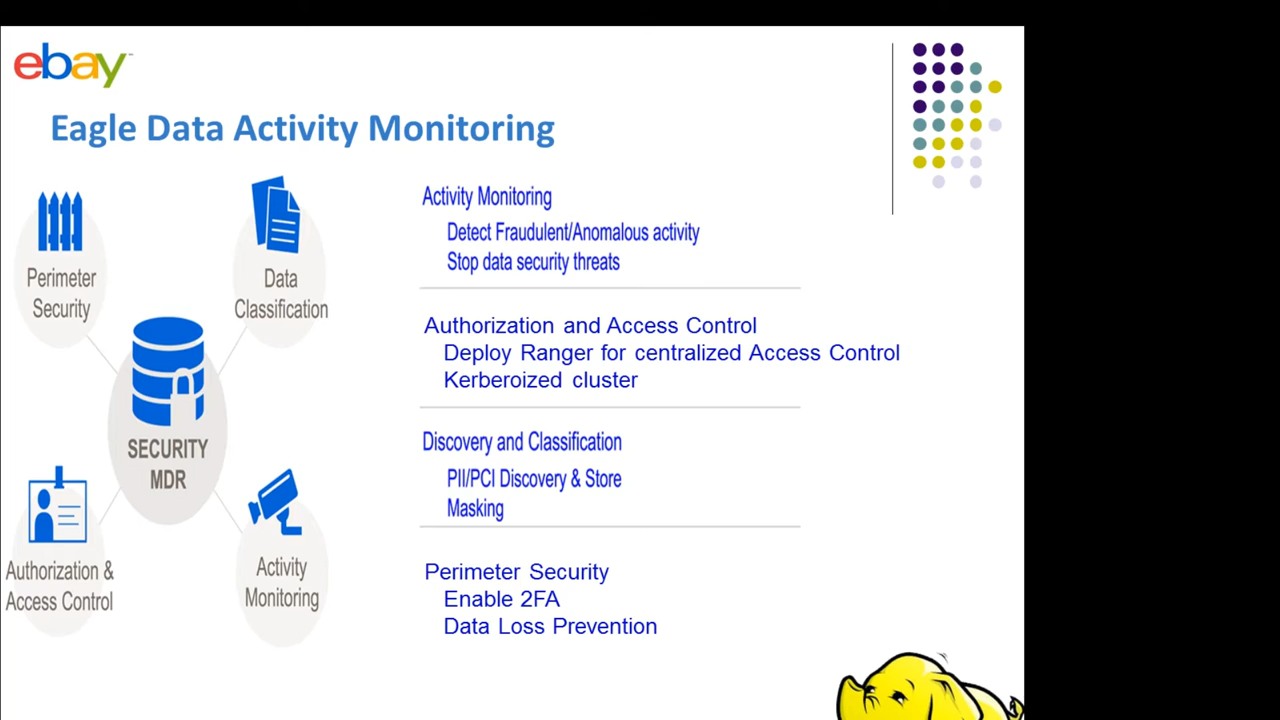 ebay™
Eagle Data Activity Monitoring
Perimeter
Security
Data
Classification
SECURITY
MDR
Authorization &
Access Control
Activity
Monitoring
Activity Monitoring
Detect Fraudulent/Anomalous activity
Stop data security threats
Authorization and Access Control
Deploy Ranger for centralized Access Control
Kerberoized cluster
Discovery and Classification
PII/PCI Discovery & Store
Masking
Perimeter Security
Enable 2FA
Data Loss Prevention